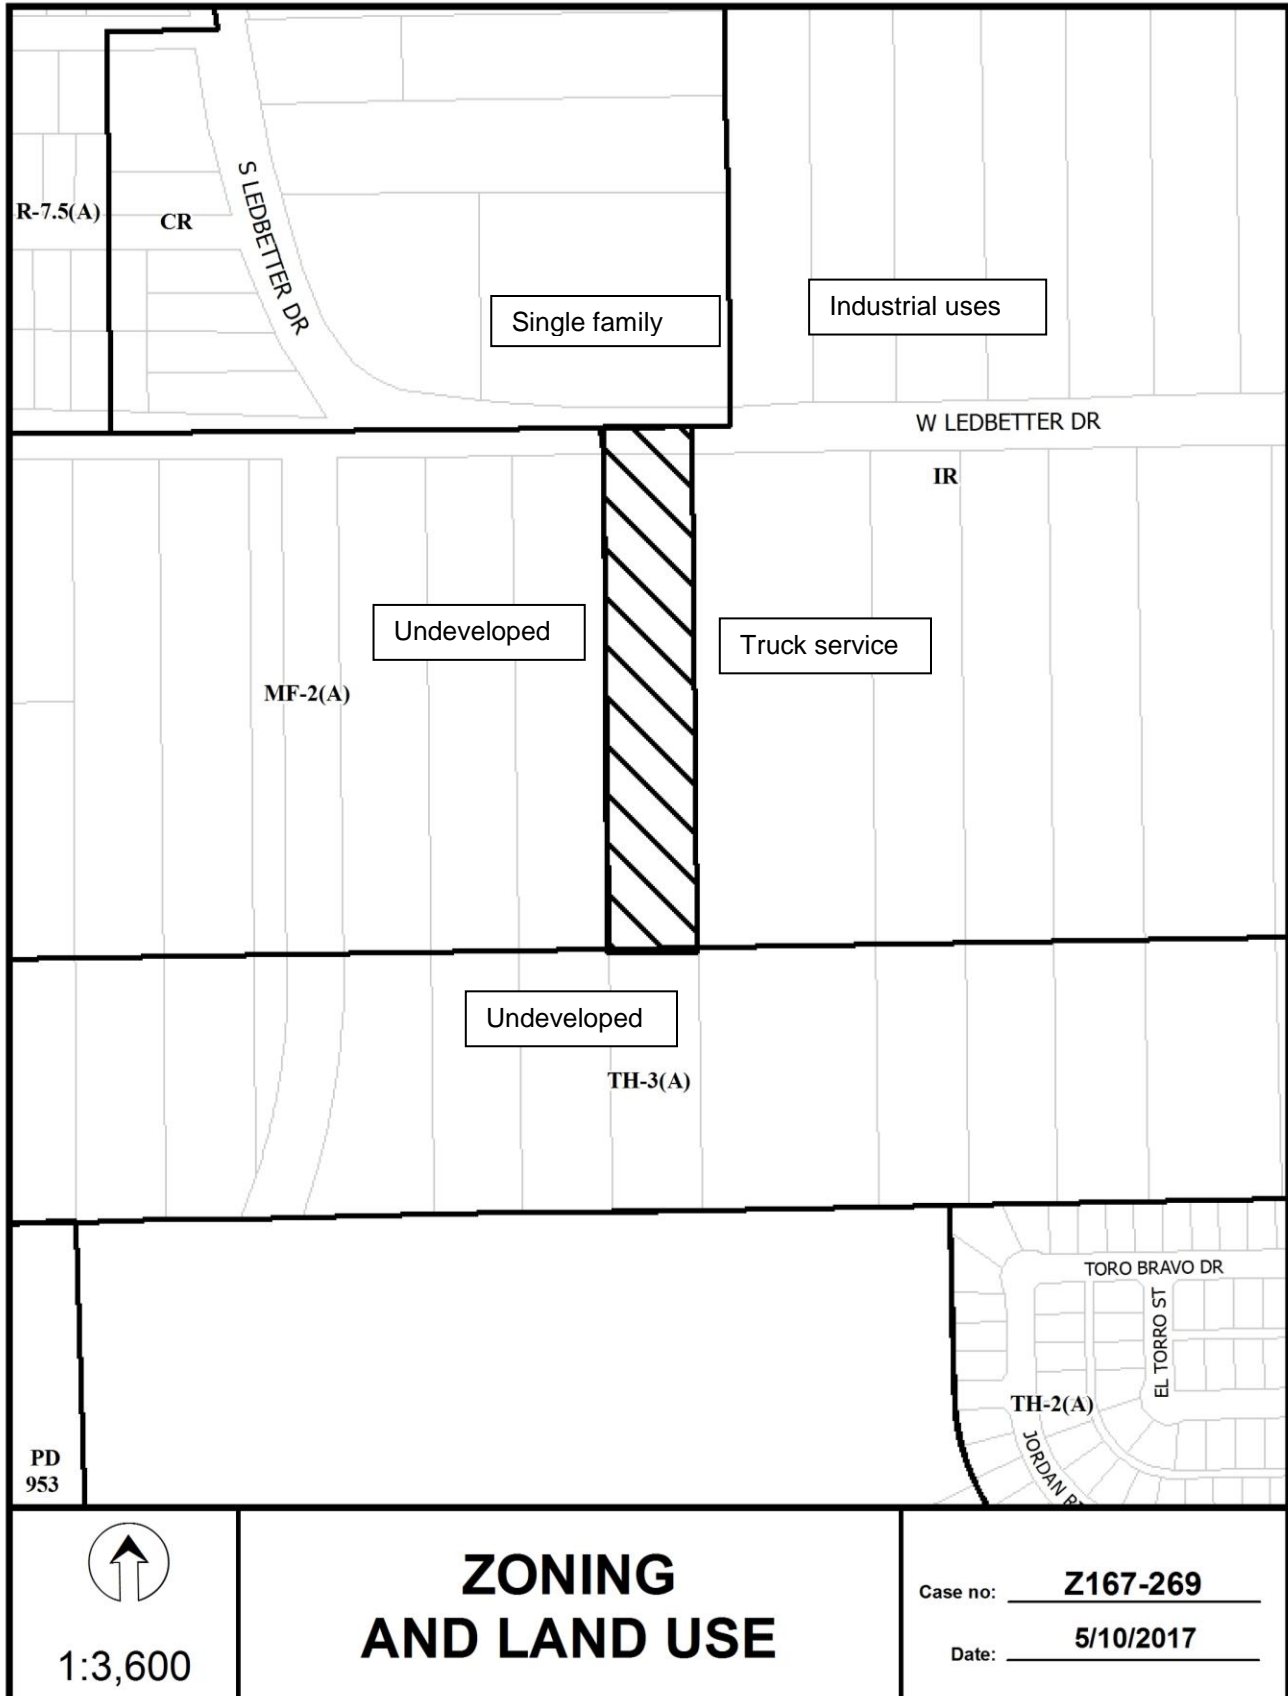 S LEDBETTER DR
R-7.5(A)
CR
Single family
Industrial uses
W LEDBETTER DR
IR
Undeveloped
Truck service
MF-2(A)
Undeveloped
TH-3(A)
TORO BRAVO DR
EL TORRO ST
TH-2(A)
JORDAN
PD
953
1:3,600
ZONING
AND LAND USE
Case no: Z167-269
Date: 5/10/2017